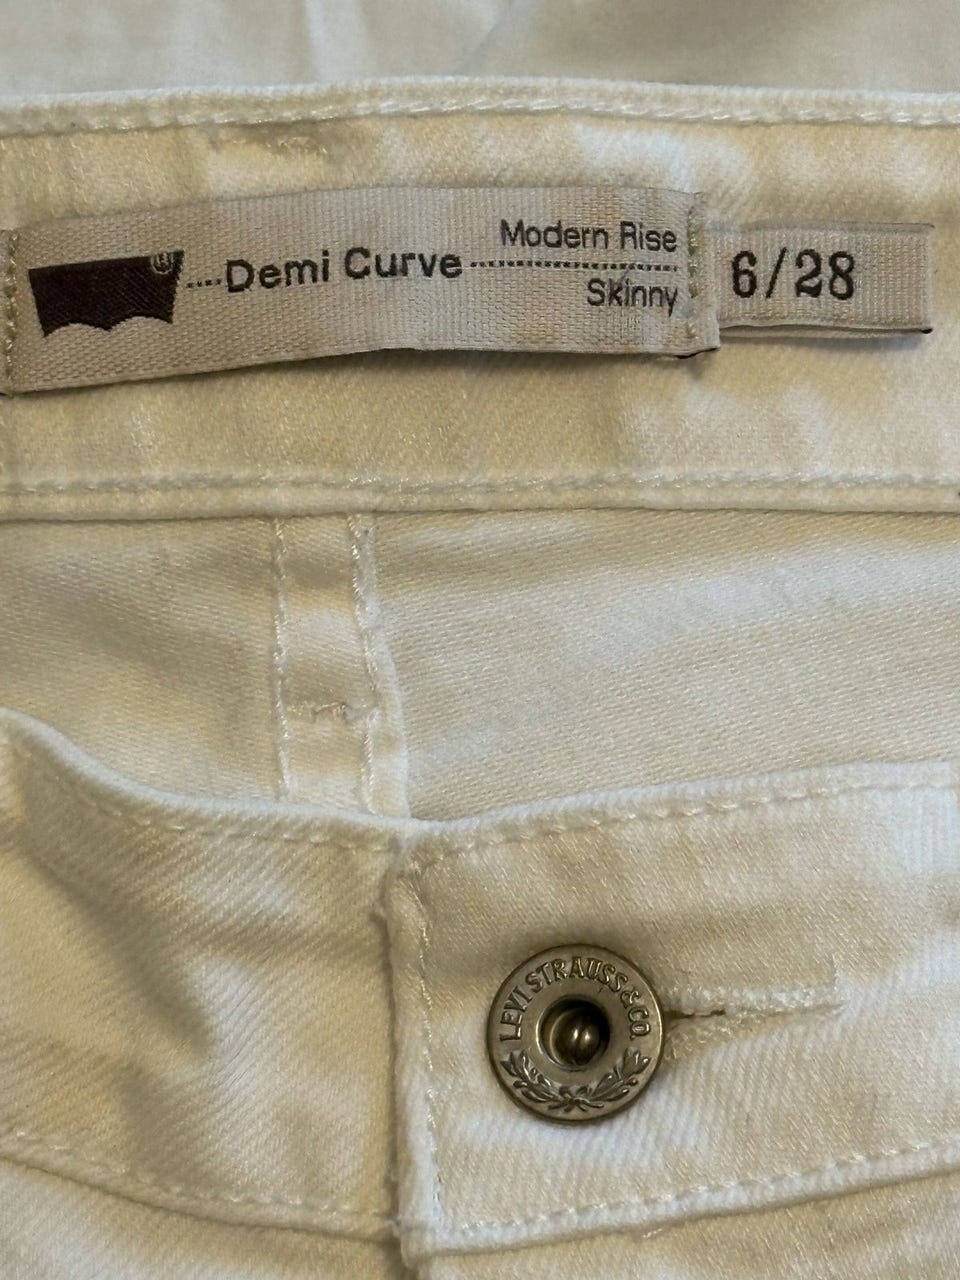 ®
Demi Curve
Modern Rise
Skinny
6/28
LEVI STRAUSS & CO.